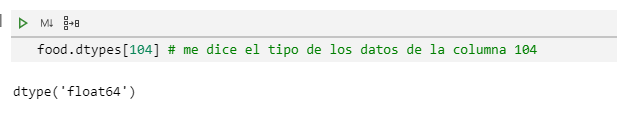 M↓
food.dtypes[104] # me dice el tipo de los datos de la columna 104
dtype('float64')